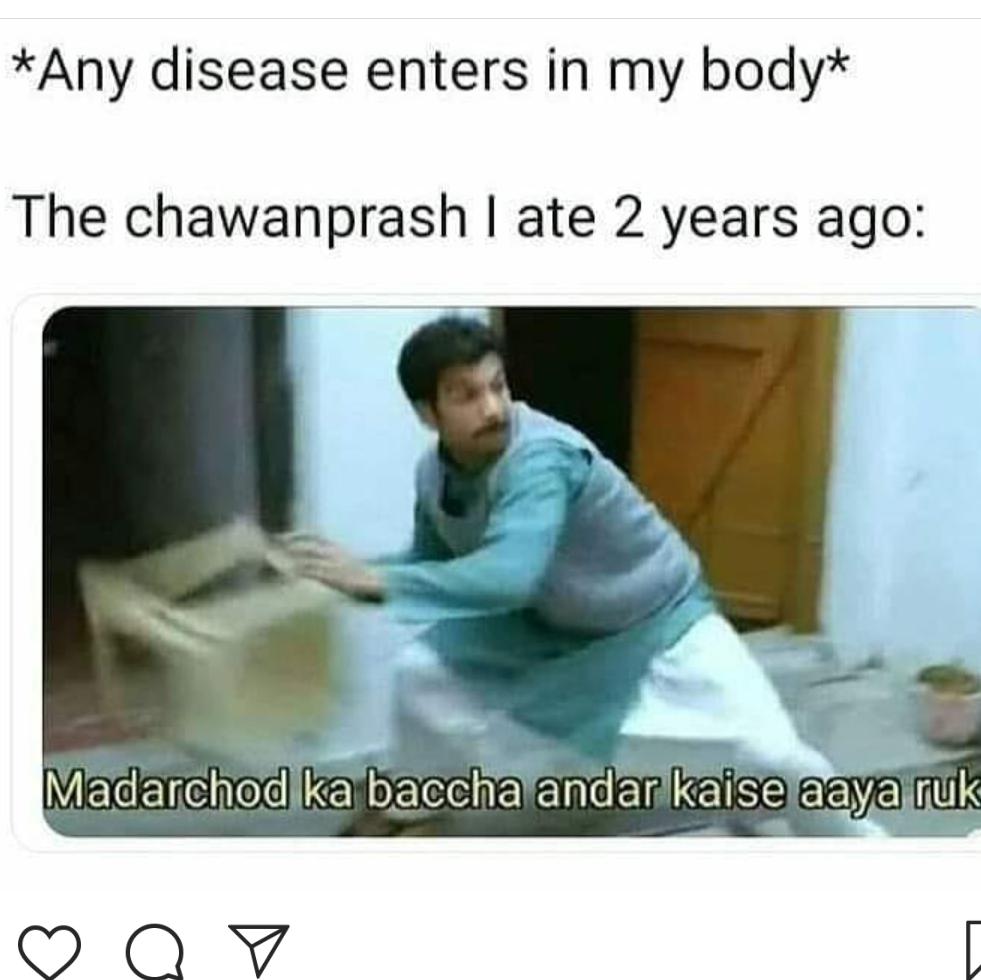 *Any disease enters in my body*
The chawanprash I ate 2 years ago:
Madarchod ka baccha andar kaise aaya ruk